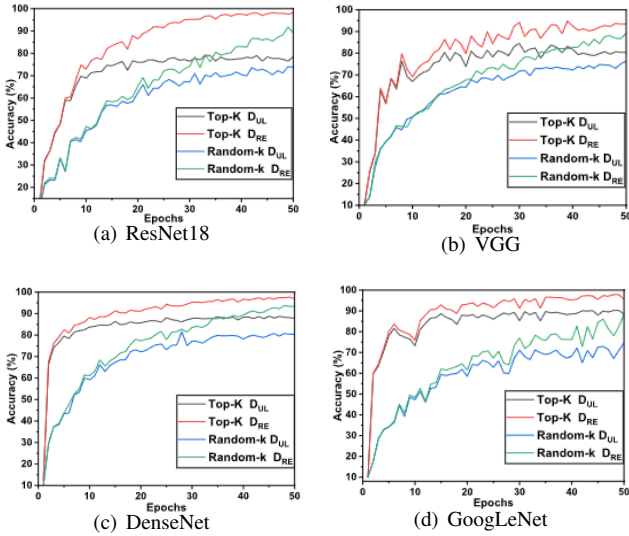 100
90
80
70
60
50
40
30
20
Accuracy (%)
Top-K D_UL
Top-K D_RE
Random-k D_UL
Random-k D_RE
0 10 20 30 40 50
Epochs
(a) ResNet18
100
90
80
70
60
50
40
30
20
10
Accuracy (%)
Top-K D_UL
Top-K D_RE
Random-k D_UL
Random-k D_RE
0 10 20 30 40 50
Epochs
(b) VGG
100
90
80
70
60
50
40
30
20
10
Accuracy (%)
Top-K D_UL
Top-K D_RE
Random-k D_UL
Random-k D_RE
0 10 20 30 40 50
Epochs
(c) DenseNet
100
90
80
70
60
50
40
30
20
10
Accuracy (%)
Top-K D_UL
Top-K D_RE
Random-k D_UL
Random-k D_RE
0 10 20 30 40 50
Epochs
(d) GoogLeNet